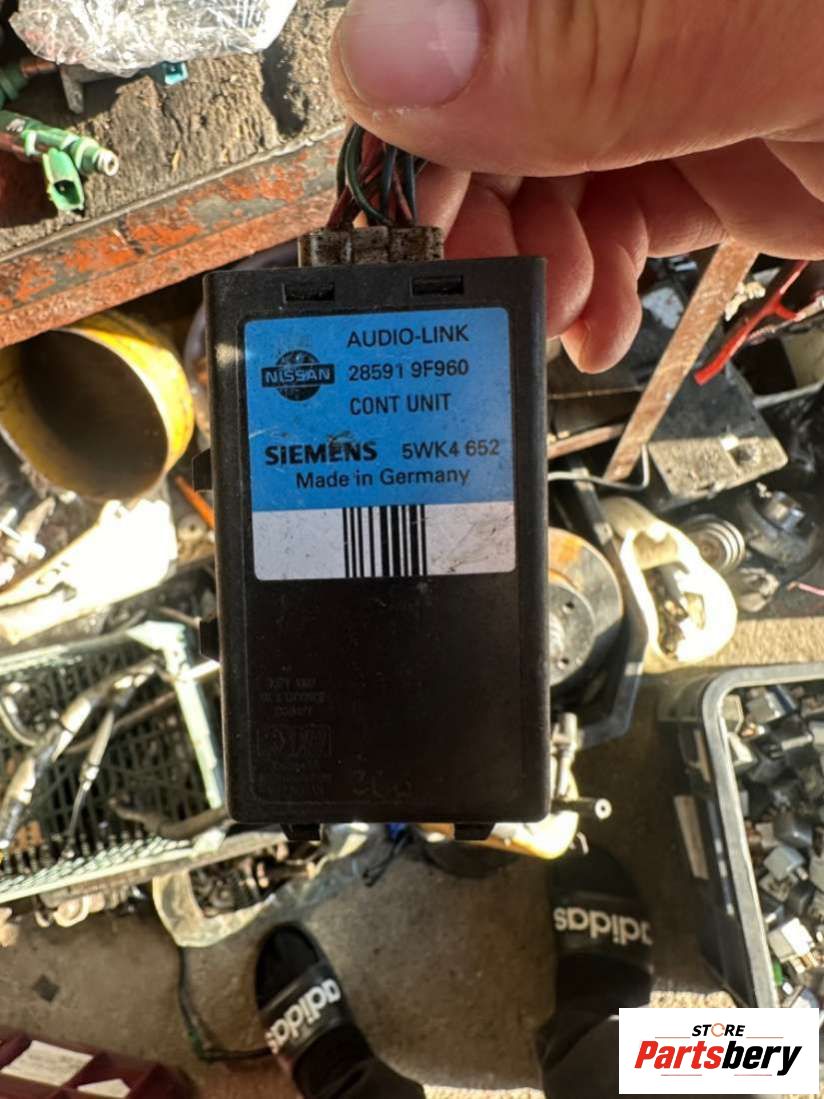 AUDIO-LINK
NISSAN
28591 9F960
CONT UNIT
SIEMENS 5WK4 652
Made in Germany
adidas
adidas
STORE
Partsbery